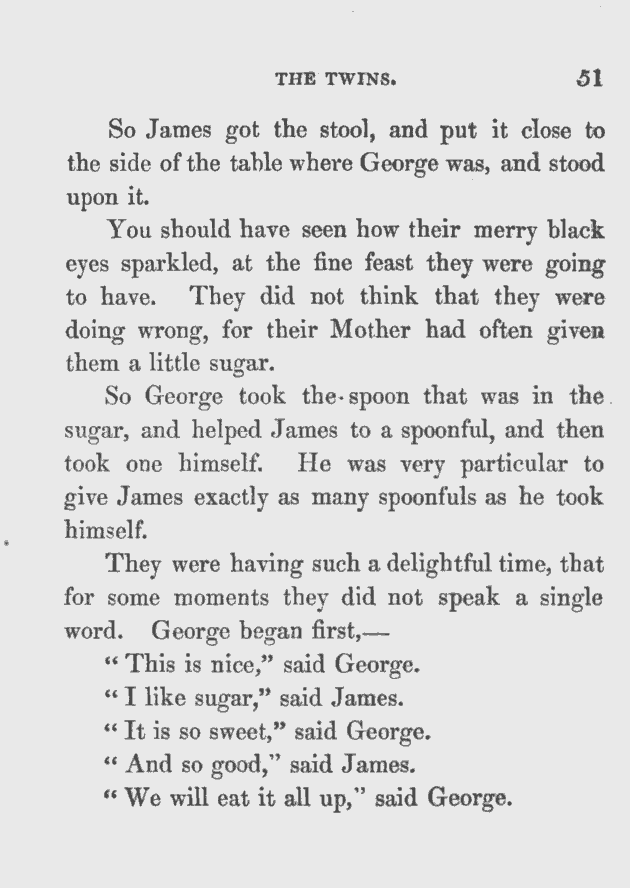 THE TWINS. 51
So James got the stool, and put it close to
the side of the table where George was, and stood
upon it.
You should have seen how their merry black
eyes sparkled, at the fine feast they were going
to have. They did not think that they were
doing wrong, for their Mother had often given
them a little sugar.
So George took the spoon that was in the
sugar, and helped James to a spoonful, and then
took one himself. He was very particular to
give James exactly as many spoonfuls as he took
himself.
They were having such a delightful time, that
for some moments they did not speak a single
word. George began first,—
“ This is nice,” said George.
“ I like sugar,” said James.
“ It is so sweet,” said George.
“ And so good,” said James.
“ We will eat it all up,” said George.